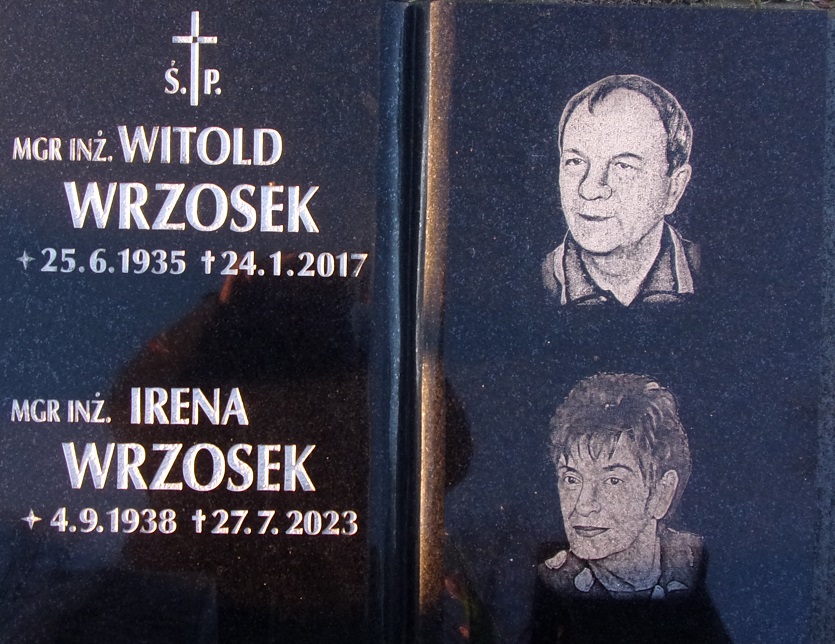 Ś. P.
MGR INŻ. WITOLD
WRZOSEK
25.6.1935 24.1.2017
MGR INŻ. IRENA
WRZOSEK
4.9.1938 27.7.2023